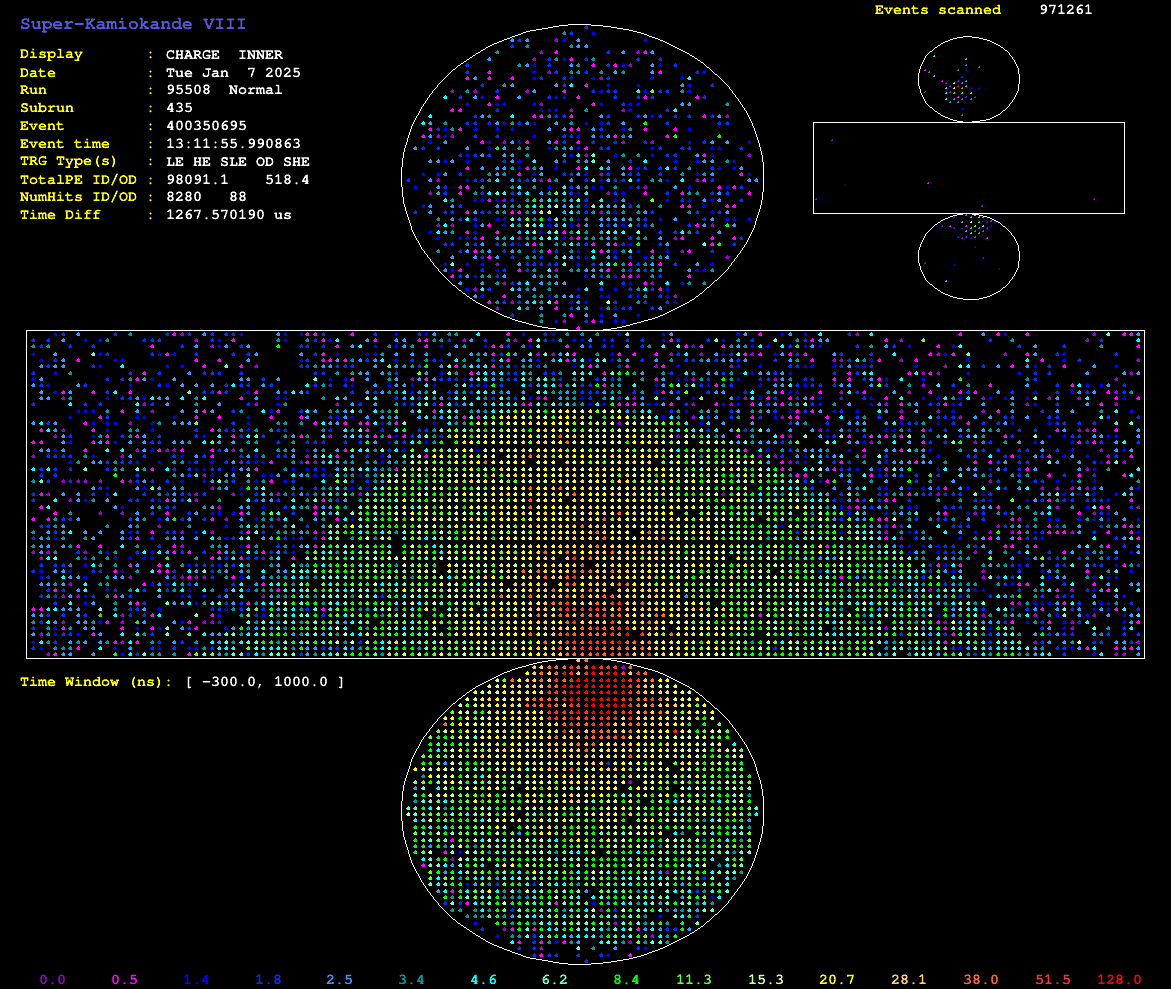 Super-Kamiokande VIII
Events scanned 971261
Display : CHARGE INNER
Date : Tue Jan 7 2025
Run : 95508 Normal
Subrun : 435
Event : 400350695
Event time : 13:11:55.990863
TRG Type(s) : LE HE SLE OD SHE
TotalPE ID/OD : 98091.1 518.4
NumHits ID/OD : 8280 88
Time Diff : 1267.570190 us
Time Window (ns): [ -300.0, 1000.0 ]
0.0 0.5 1.4 1.8 2.5 3.4 4.6 6.2 8.4 11.3 15.3 20.7 28.1 38.0 51.5 128.0